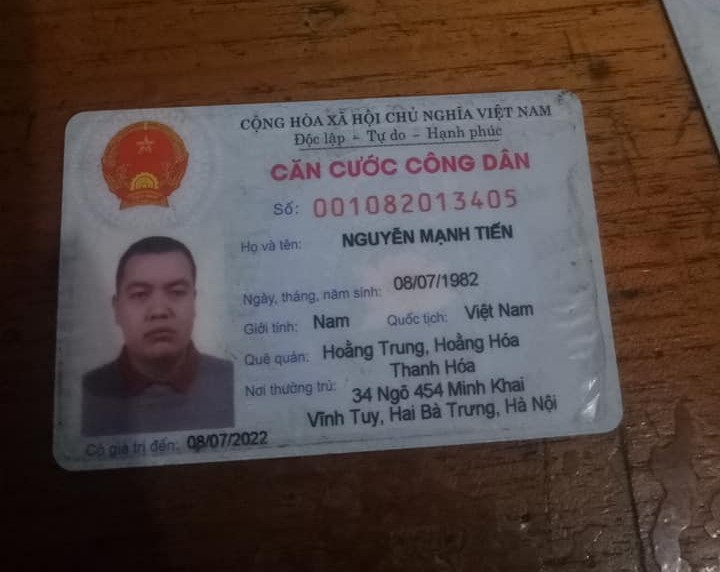 CỘNG HÒA XÃ HỘI CHỦ NGHĨA VIỆT NAM
Độc lập - Tự do - Hạnh phúc
CĂN CƯỚC CÔNG DÂN
Số: 001082013405
Họ và tên: NGUYỄN MẠNH TIẾN
Ngày, tháng, năm sinh: 08/07/1982
Giới tính: Nam Quốc tịch: Việt Nam
Quê quán: Hoằng Trung, Hoằng Hóa
Thanh Hóa
Nơi thường trú: 34 Ngõ 454 Minh Khai
Vĩnh Tuy, Hai Bà Trưng, Hà Nội
Có giá trị đến: 08/07/2022